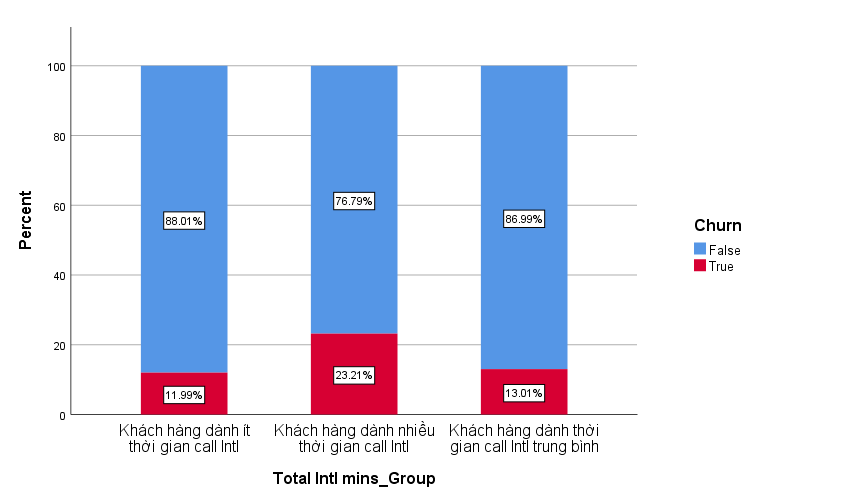 100
80
60
40
20
0
Percent
88.01%
11.99%
76.79%
23.21%
86.99%
13.01%
Khách hàng dành ít
thời gian call Intl
Khách hàng dành nhiều
thời gian call Intl
Khách hàng dành thời
gian call Intl trung bình
Total Intl mins_Group
Churn
False
True